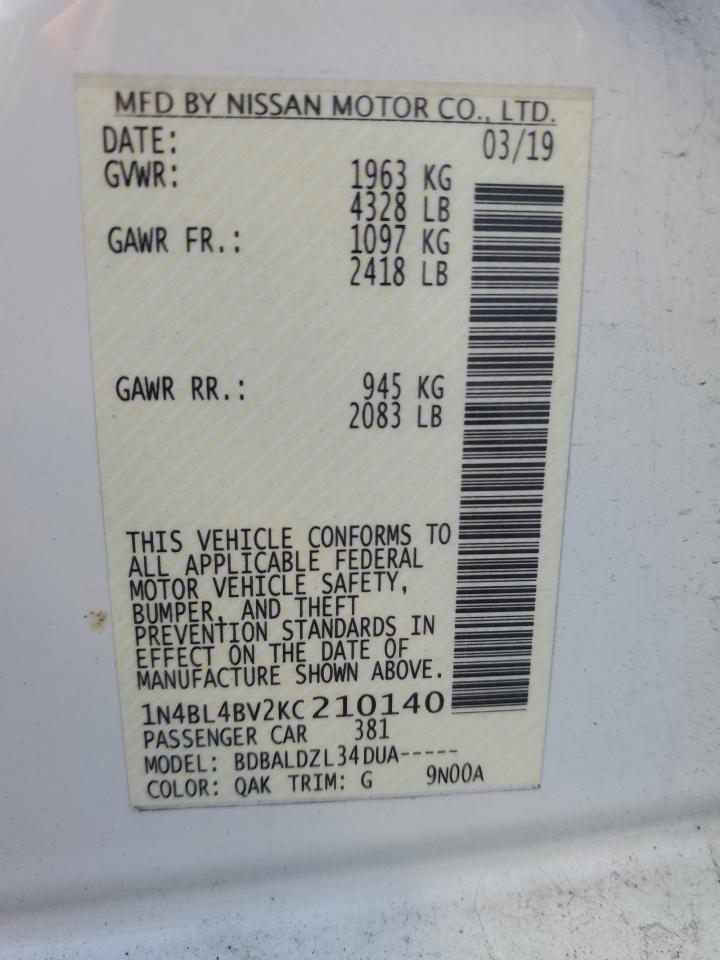 MFD BY NISSAN MOTOR CO., LTD.
DATE: 03/19
GVWR: 1963 KG
4328 LB
GAWR FR.: 1097 KG
2418 LB
GAWR RR.: 945 KG
2083 LB
THIS VEHICLE CONFORMS TO
ALL APPLICABLE FEDERAL
MOTOR VEHICLE SAFETY,
BUMPER, AND THEFT
PREVENTION STANDARDS IN
EFFECT ON THE DATE OF
MANUFACTURE SHOWN ABOVE.
1N4BL4BV2KC210140
PASSENGER CAR 381
MODEL: BDBALDZL34DUA-----
COLOR: QAK TRIM: G 9N00A